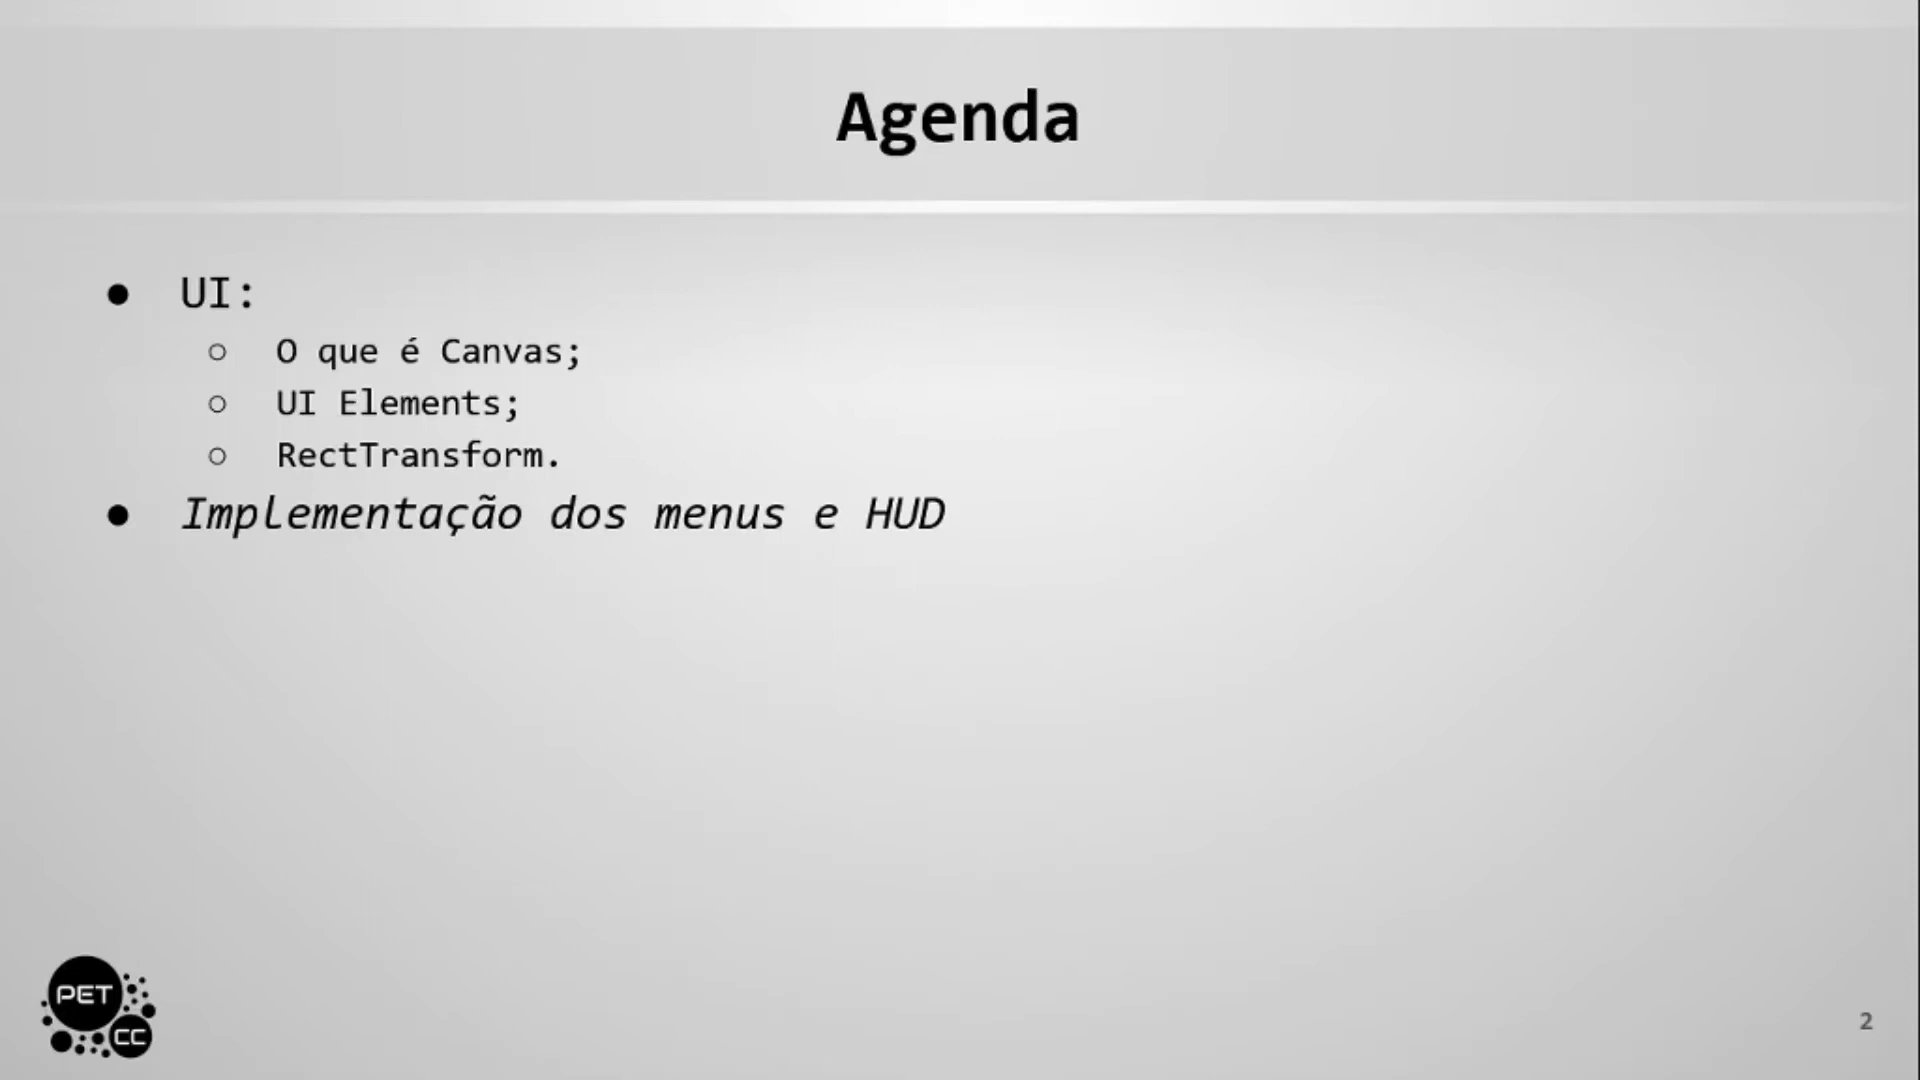 Agenda
● UI:
○ O que é Canvas;
○ UI Elements;
○ RectTransform.
● Implementação dos menus e HUD
PET
CC
2